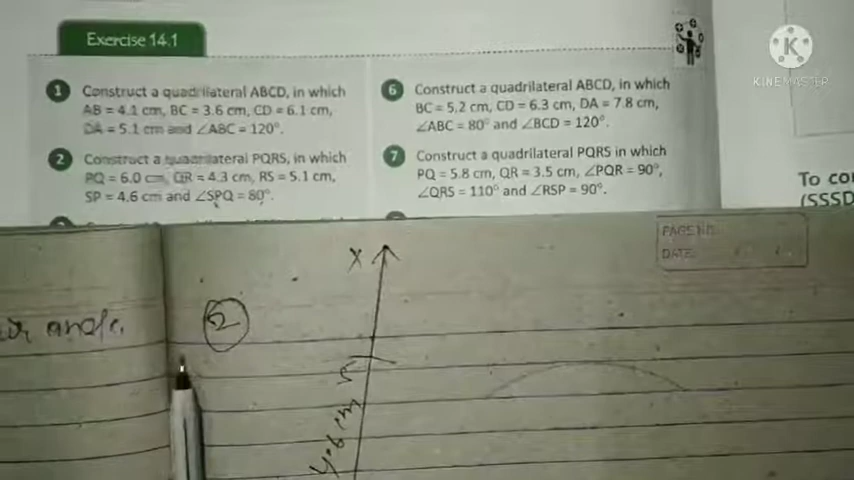 Exercise 14.1
1 Construct a quadrilateral ABCD, in which
AB = 4.1 cm, BC = 3.6 cm, CD = 6.1 cm,
DA = 5.1 cm and ∠ABC = 120°.
2 Construct a quadrilateral PQRS, in which
PQ = 6.0 cm, QR = 4.3 cm, RS = 5.1 cm,
SP = 4.6 cm and ∠SPQ = 80°.
6 Construct a quadrilateral ABCD, in which
BC = 5.2 cm, CD = 6.3 cm, DA = 7.8 cm,
∠ABC = 80° and ∠BCD = 120°.
7 Construct a quadrilateral PQRS in which
PQ = 5.8 cm, QR = 3.5 cm, ∠PQR = 90°,
∠QRS = 110° and ∠RSP = 90°.
K
KINEMASTER
To co
(SSSD
PAGE NO.
DATE
angle.
2
X
4.6 cm